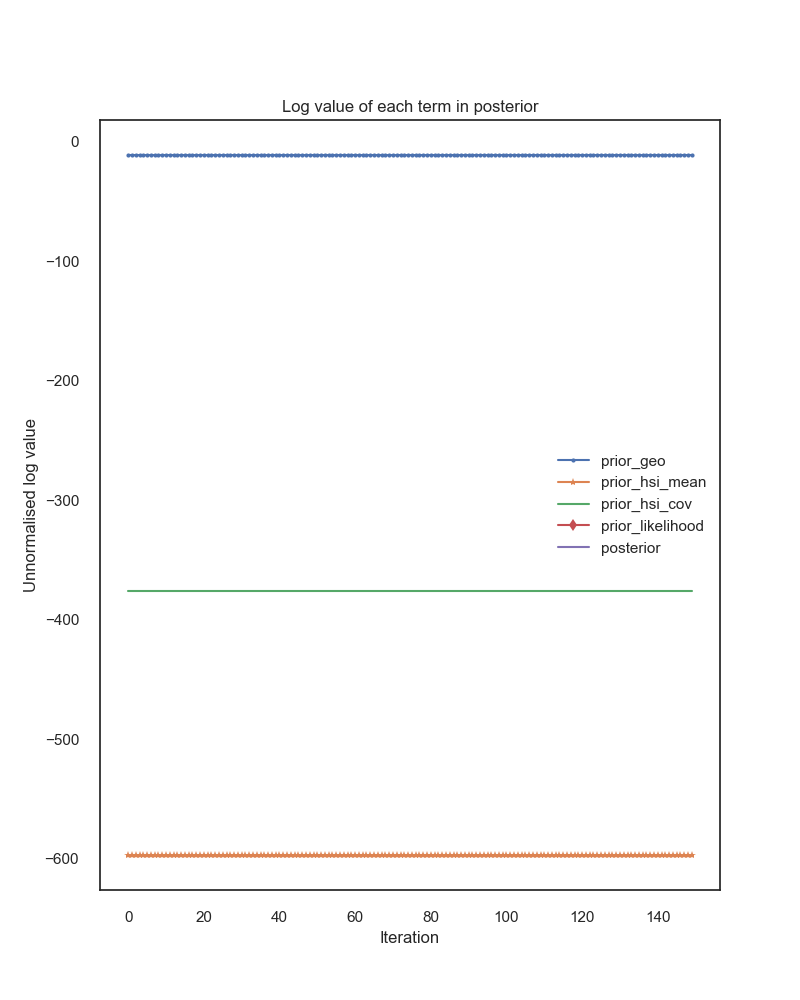 Log value of each term in posterior
Unnormalised log value
0
−100
−200
−300
−400
−500
−600
prior_geo
prior_hsi_mean
prior_hsi_cov
prior_likelihood
posterior
0 20 40 60 80 100 120 140
Iteration